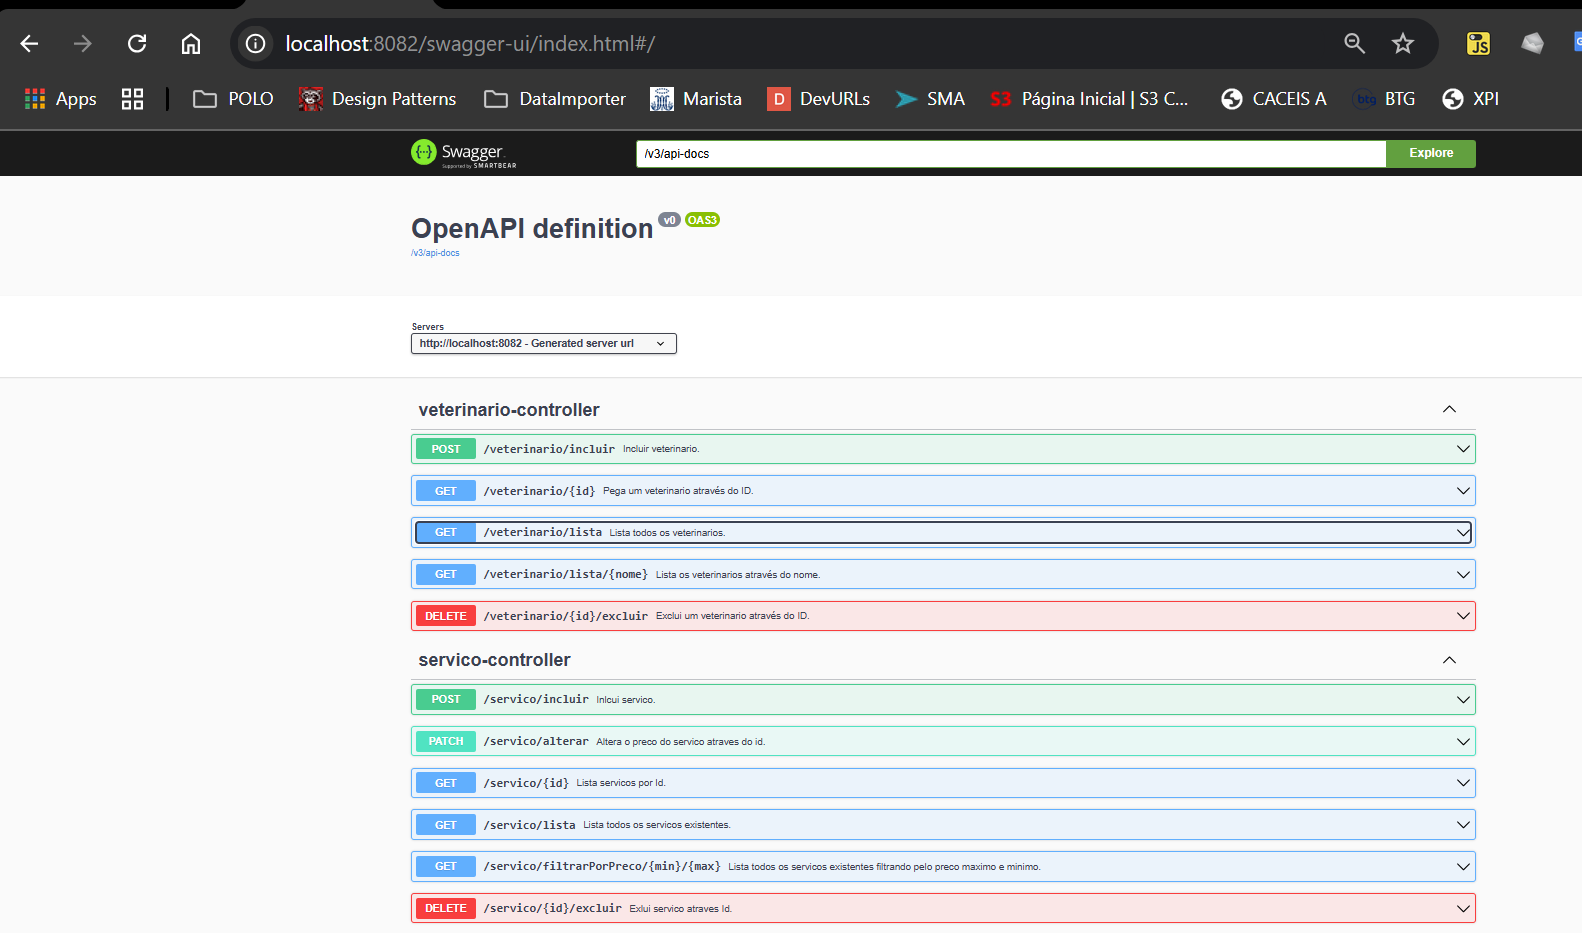 localhost:8082/swagger-ui/index.html#/
Apps POLO Design Patterns DataImporter Marista D DevURLs SMA S3 Página Inicial | S3 C... CACEIS A btg BTG XPI
JS
Swagger
Supported by SMARTBEAR
/v3/api-docs Explore
OpenAPI definition v0 OAS3
/v3/api-docs
Servers
http://localhost:8082 - Generated server url
veterinario-controller
POST /veterinario/incluir Incluir veterinario.
GET /veterinario/{id} Pega um veterinario através do ID.
GET /veterinario/lista Lista todos os veterinarios.
GET /veterinario/lista/{nome} Lista os veterinarios através do nome.
DELETE /veterinario/{id}/excluir Exclui um veterinario através do ID.
servico-controller
POST /servico/incluir Inlcui servico.
PATCH /servico/alterar Altera o preco do servico atraves do id.
GET /servico/{id} Lista servicos por Id.
GET /servico/lista Lista todos os servicos existentes.
GET /servico/filtrarPorPreco/{min}/{max} Lista todos os servicos existentes filtrando pelo preco maximo e minimo.
DELETE /servico/{id}/excluir Exlui servico atraves Id.